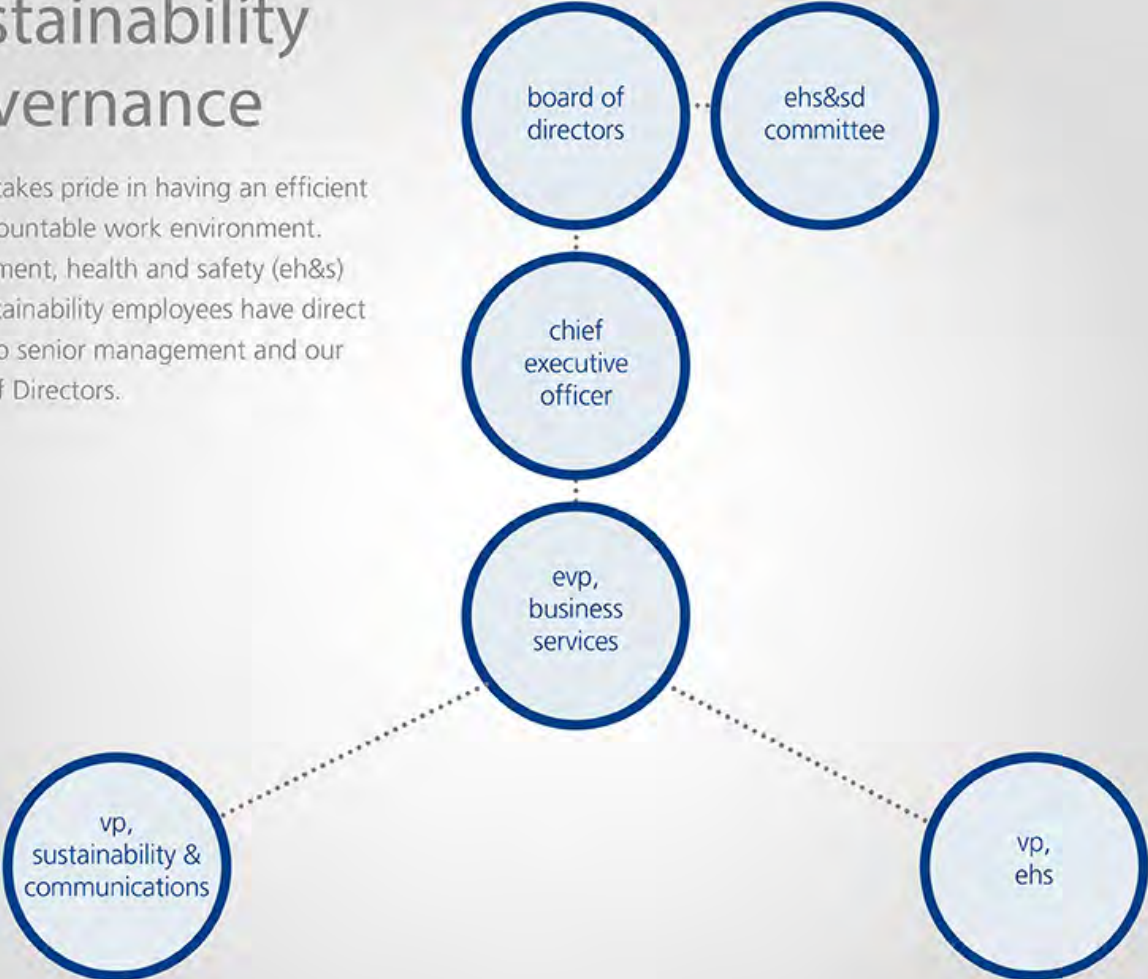 stainability
vernance
takes pride in having an efficient
ountable work environment.
ment, health and safety (eh&s)
tainability employees have direct
o senior management and our
f Directors.
board of
directors
ehs&sd
committee
chief
executive
officer
evp,
business
services
vp,
sustainability &
communications
vp,
ehs